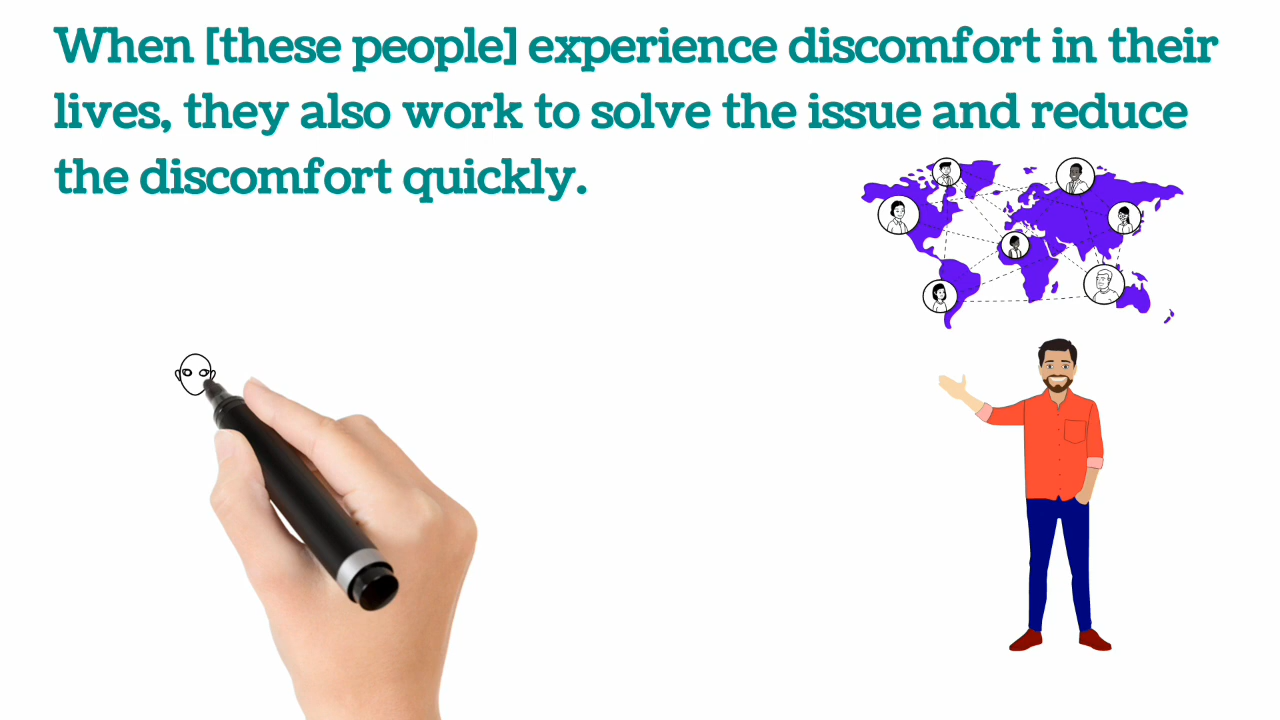 When [these people] experience discomfort in their
lives, they also work to solve the issue and reduce
the discomfort quickly.